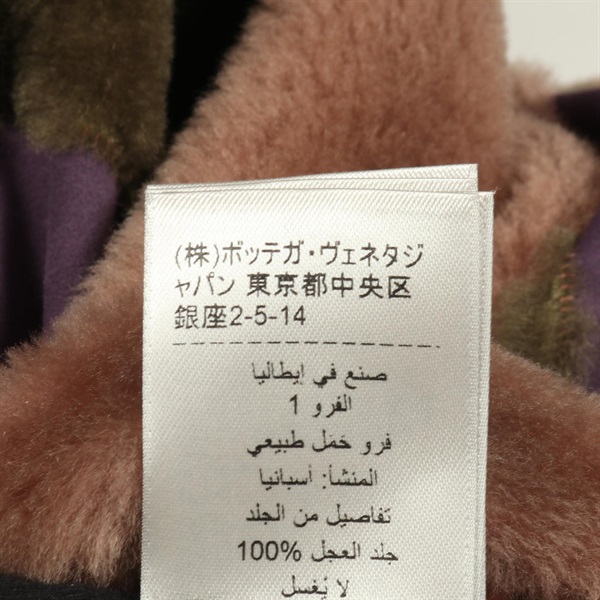 (株)ボッテガ・ヴェネタジ
ャパン 東京都中央区
銀座2-5-14
صنع في إيطاليا
الفرو 1
فرو حَمَل طبيعي
المنشأ: أسبانيا
تفاصيل من الجلد
جلد العجل %100
لا يُغسل